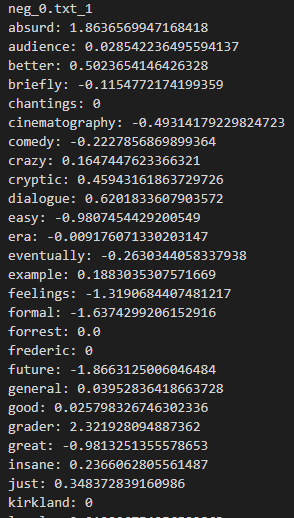 neg_0.txt_1
absurd: 1.8636569947168418
audience: 0.028542236495594137
better: 0.5023654146426328
briefly: -0.1154772174199359
chantings: 0
cinematography: -0.49314179229824723
comedy: -0.2227856869899364
crazy: 0.1647447623366321
cryptic: 0.45943161863729726
dialogue: 0.6201833607903572
easy: -0.9807454429200549
era: -0.009176071330203147
eventually: -0.2630344058337938
example: 0.1883035307571669
feelings: -1.3190684407481217
formal: -1.6374299206152916
forrest: 0.0
frederic: 0
future: -1.8663125006046484
general: 0.03952836418663728
good: 0.025798326746302336
grader: 2.321928094887362
great: -0.9813251355578653
insane: 0.2366062805561487
just: 0.348372839160986
kirkland: 0